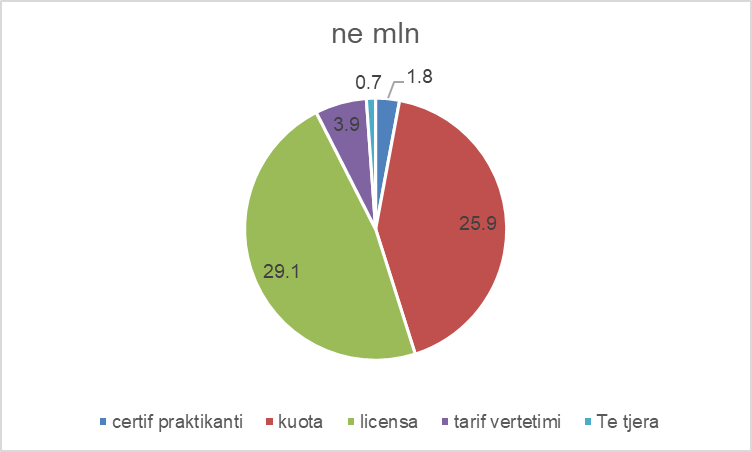 ne mln
0.7
1.8
3.9
25.9
29.1
certif praktikanti kuota licensa tarif vertetimi Te tjera